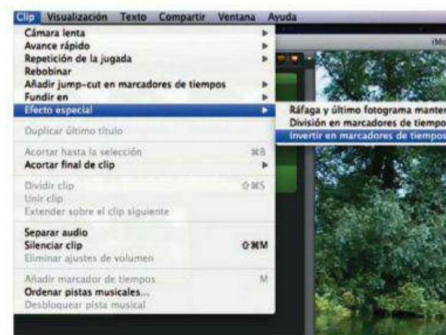 Clip Visualización Texto Compartir Ventana Ayuda
Cámara lenta
Avance rápido
Repetición de la jugada
Rebobinar
Añadir jump-cut en marcadores de tiempos
Fundir en
Efecto especial
Ráfaga y último fotograma manten
División en marcadores de tiempo
Invertir en marcadores de tiempos
Duplicar último título
Acortar hasta la selección ⌘B
Acortar final de clip
Dividir clip ⇧⌘S
Unir clip
Extender sobre el clip siguiente
Separar audio
Silenciar clip ⇧⌘M
Eliminar ajustes de volumen
Añadir marcador de tiempos M
Ordenar pistas musicales...
Desbloquear pista musical
iMo